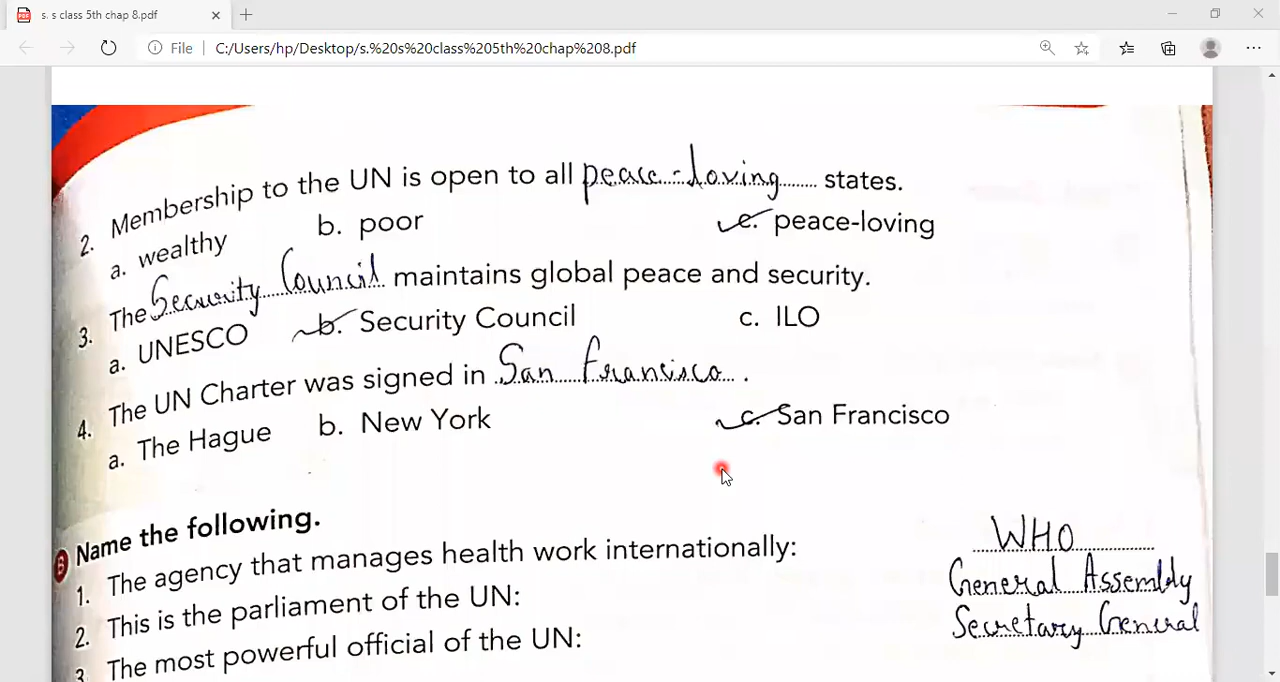 s. s class 5th chap 8.pdf
File C:/Users/hp/Desktop/s.%20s%20class%205th%20chap%208.pdf
2. Membership to the UN is open to all peace-loving states.
a. wealthy b. poor c. peace-loving
3. The Security Council maintains global peace and security.
a. UNESCO b. Security Council c. ILO
4. The UN Charter was signed in San Francisco.
a. The Hague b. New York c. San Francisco
B Name the following.
1. The agency that manages health work internationally: WHO
2. This is the parliament of the UN: General Assembly
3. The most powerful official of the UN: Secretary General